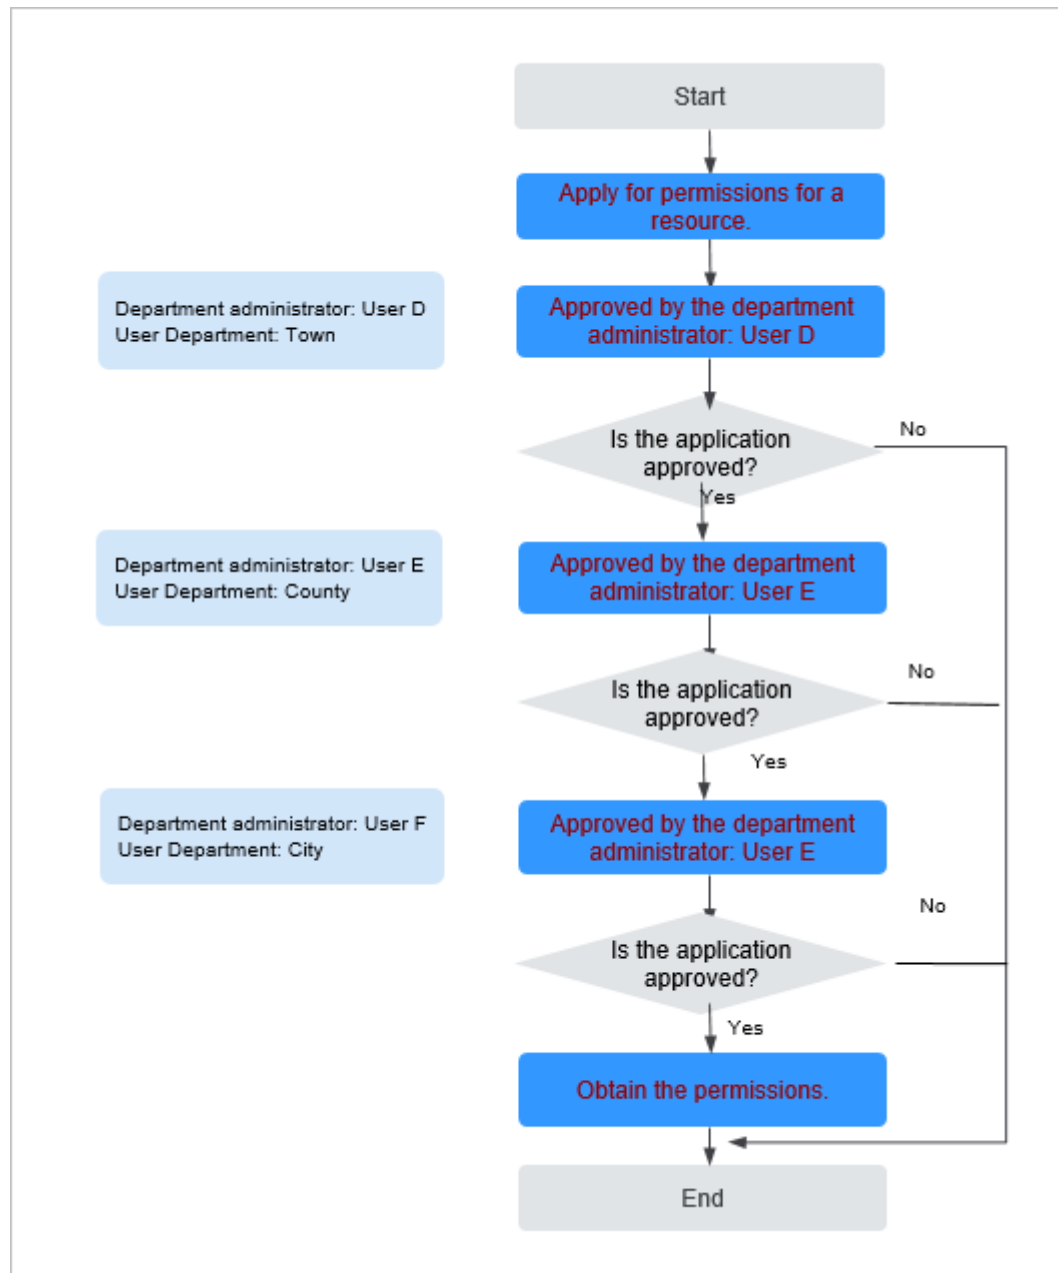 Start
Apply for permissions for a
resource.
Department administrator: User D
User Department: Town
Approved by the department
administrator: User D
Is the application
approved?
No
Yes
Department administrator: User E
User Department: County
Approved by the department
administrator: User E
Is the application
approved?
No
Yes
Department administrator: User F
User Department: City
Approved by the department
administrator: User E
Is the application
approved?
No
Yes
Obtain the permissions.
End